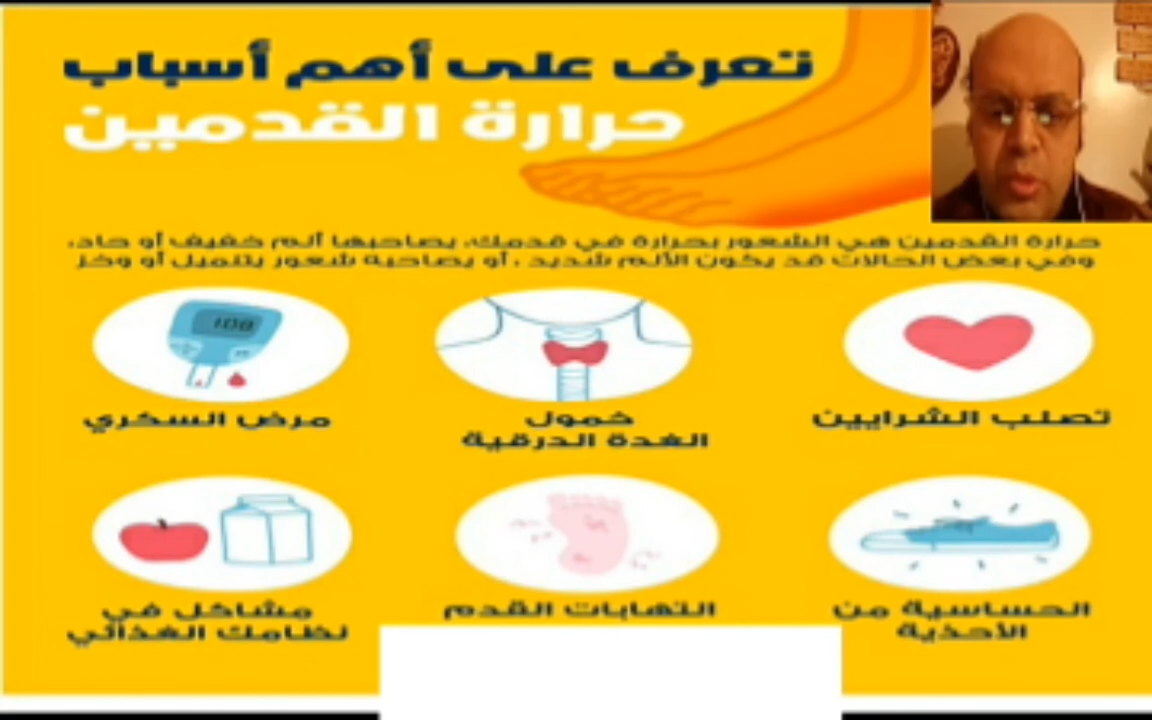 تعرف على أهم أسباب
حرارة القدمين
حرارة القدمين هي الشعور بحرارة في قدمك، يصاحبها ألم خفيف أو حاد،
وفي بعض الحالات قد يكون الألم شديد ، أو يصاحبه شعور بتنميل أو وخز
تصلب الشرايين
خمول
الغدة الدرقية
مرض السكري
108
الحساسية من
الأحذية
التهابات القدم
مشاكل في
نظامك الغذائي